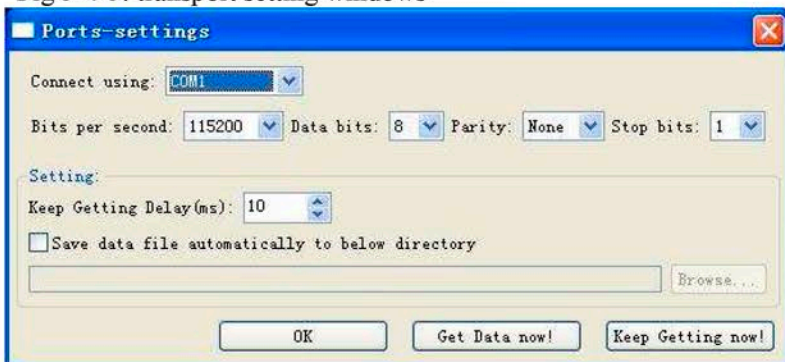 Ports-settings
Connect using: COM1
Bits per second: 115200 Data bits: 8 Parity: None Stop bits: 1
Setting:
Keep Getting Delay(ms): 10
Save data file automatically to below directory
Browse...
OK Get Data now! Keep Getting now!